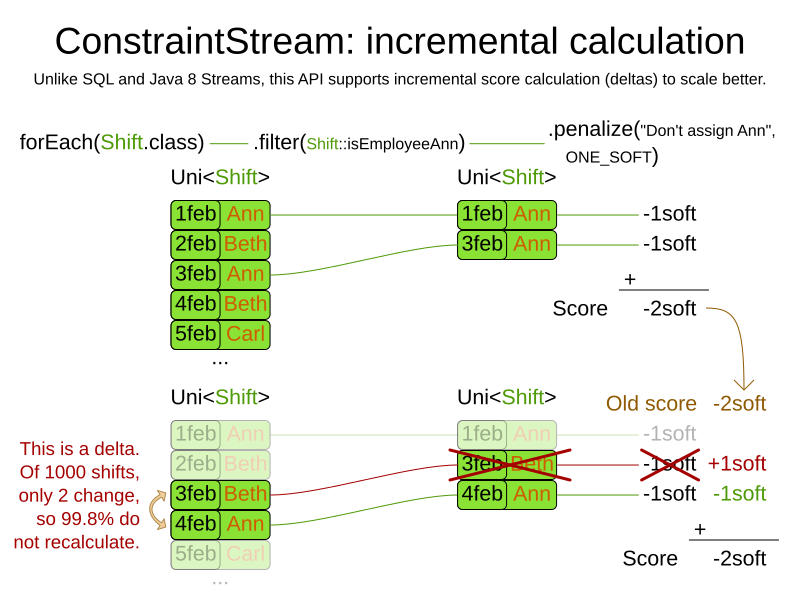 ConstraintStream: incremental calculation
Unlike SQL and Java 8 Streams, this API supports incremental score calculation (deltas) to scale better.
forEach(Shift.class) .filter(Shift::isEmployeeAnn) .penalize("Don't assign Ann",
ONE_SOFT)
Uni<Shift> Uni<Shift>
1feb Ann 1feb Ann -1soft
2feb Beth 3feb Ann -1soft
3feb Ann
+
4feb Beth Score -2soft
5feb Carl
...
Uni<Shift> Uni<Shift> Old score -2soft
1feb Ann 1feb Ann -1soft
2feb Beth 3feb Beth -1soft +1soft
3feb Beth 4feb Ann -1soft -1soft
4feb Ann
+
5feb Carl Score -2soft
...
This is a delta.
Of 1000 shifts,
only 2 change,
so 99.8% do
not recalculate.